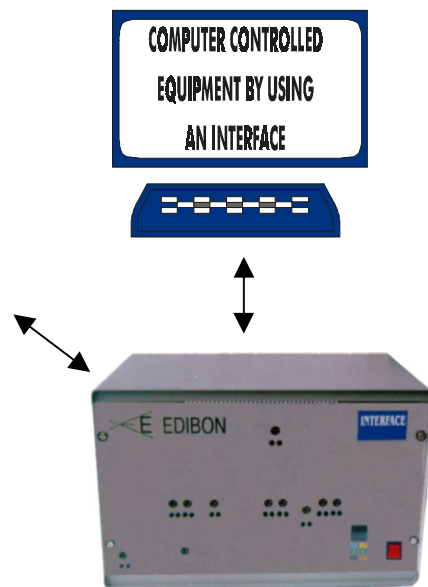 COMPUTER CONTROLLED
EQUIPMENT BY USING
AN INTERFACE
E EDIBON
INTERFACE